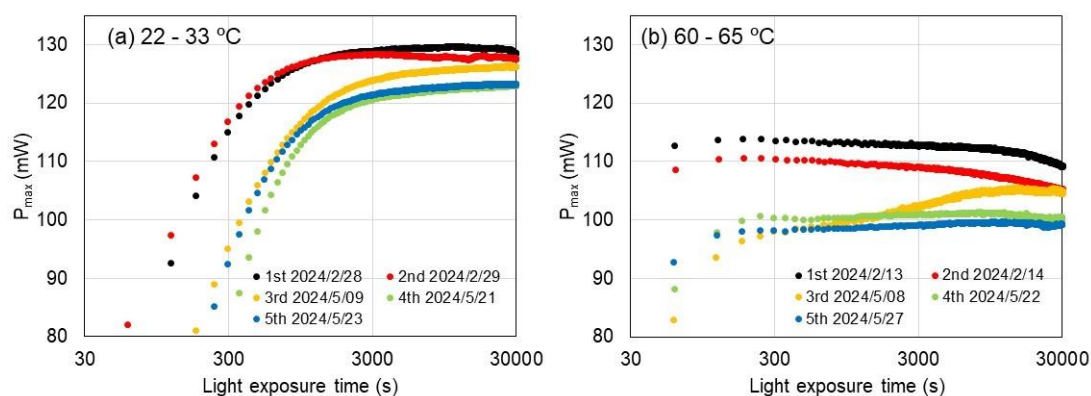 (a) 22 - 33 ºC
130
120
110
100
90
80
Pmax (mW)
1st 2024/2/28
2nd 2024/2/29
3rd 2024/5/09
4th 2024/5/21
5th 2024/5/23
30
300
3000
30000
Light exposure time (s)
(b) 60 - 65 ºC
130
120
110
100
90
80
Pmax (mW)
1st 2024/2/13
2nd 2024/2/14
3rd 2024/5/08
4th 2024/5/22
5th 2024/5/27
30
300
3000
30000
Light exposure time (s)